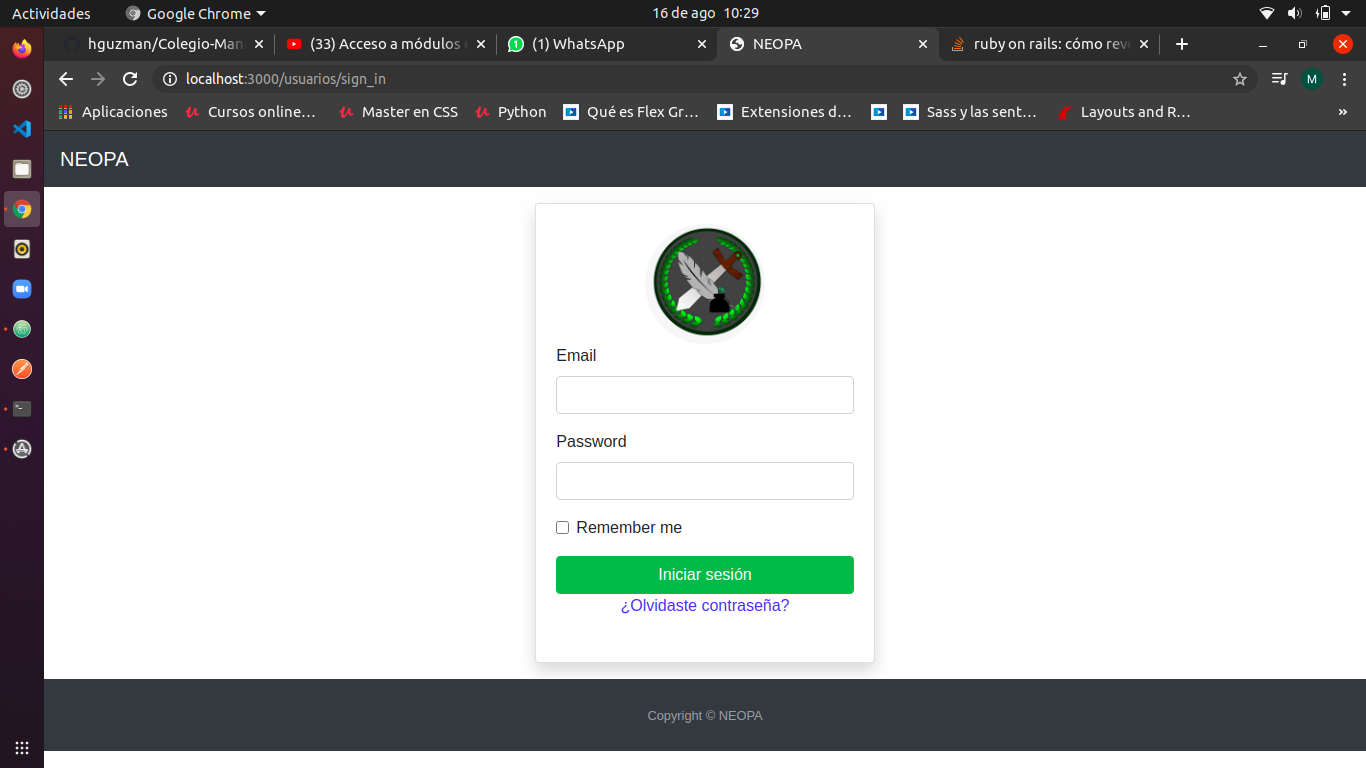 Actividades
Google Chrome
16 de ago 10:29
hguzman/Colegio-Man
(33) Acceso a módulos
(1) WhatsApp
NEOPA
ruby on rails: cómo reve
localhost:3000/usuarios/sign_in
M
Aplicaciones
Cursos online…
Master en CSS
Python
Qué es Flex Gr…
Extensiones d…
Sass y las sent…
Layouts and R…
»
NEOPA
Email
Password
Remember me
Iniciar sesión
¿Olvidaste contraseña?
Copyright © NEOPA